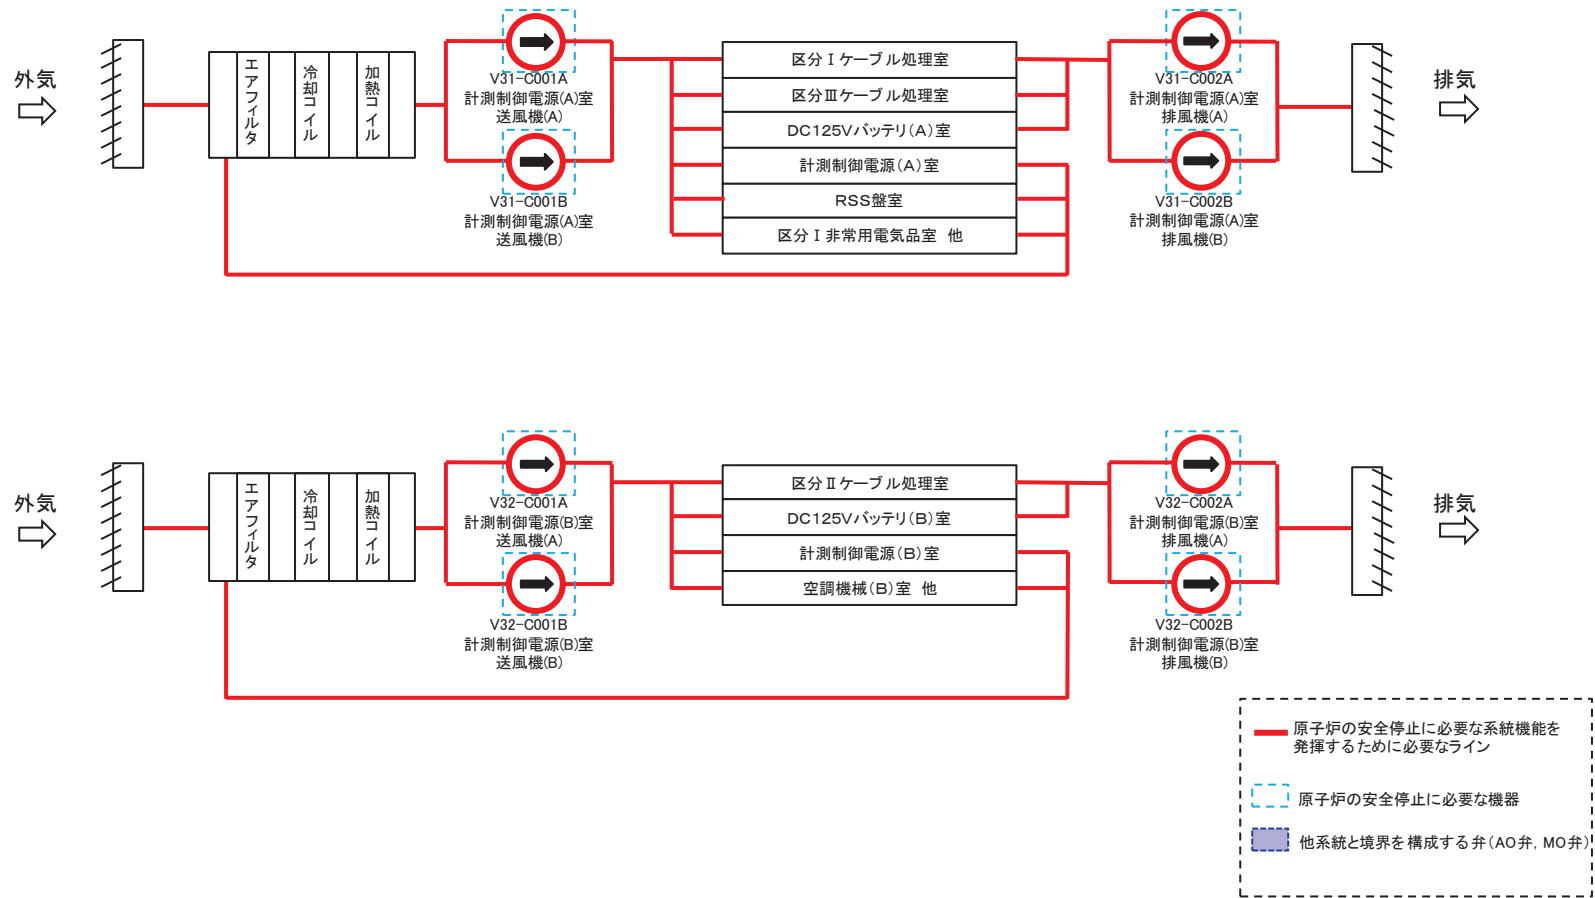 外気
エアフィルタ
冷却コイル
加熱コイル
V31-C001A
計測制御電源(A)室
送風機(A)
V31-C001B
計測制御電源(A)室
送風機(B)
区分Ⅰケーブル処理室
区分Ⅲケーブル処理室
DC125Vバッテリ(A)室
計測制御電源(A)室
RSS盤室
区分Ⅰ非常用電気品室 他
V31-C002A
計測制御電源(A)室
排風機(A)
V31-C002B
計測制御電源(A)室
排風機(B)
排気
外気
エアフィルタ
冷却コイル
加熱コイル
V32-C001A
計測制御電源(B)室
送風機(A)
V32-C001B
計測制御電源(B)室
送風機(B)
区分Ⅱケーブル処理室
DC125Vバッテリ(B)室
計測制御電源(B)室
空調機械(B)室 他
V32-C002A
計測制御電源(B)室
排風機(A)
V32-C002B
計測制御電源(B)室
排風機(B)
排気
原子炉の安全停止に必要な系統機能を
発揮するために必要なライン
原子炉の安全停止に必要な機器
他系統と境界を構成する弁(AO弁, MO弁)